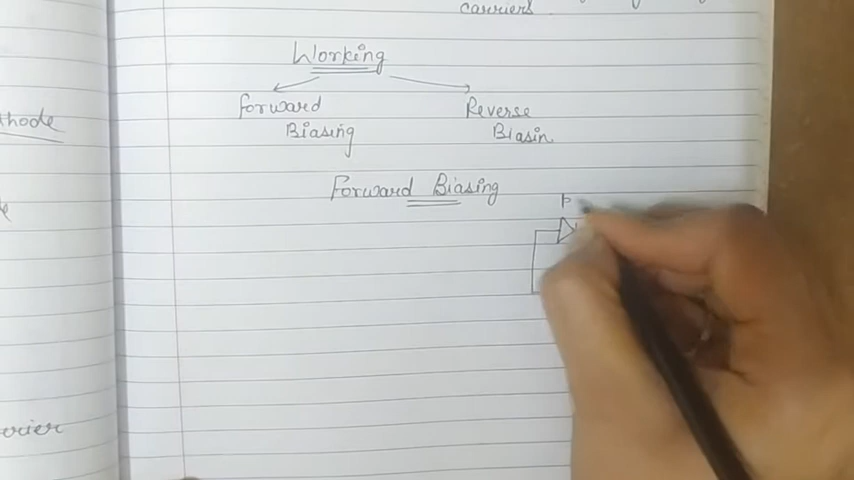 carriers
Working
Forward
Biasing
Reverse
Biasin
Forward Biasing
p
thode
rier